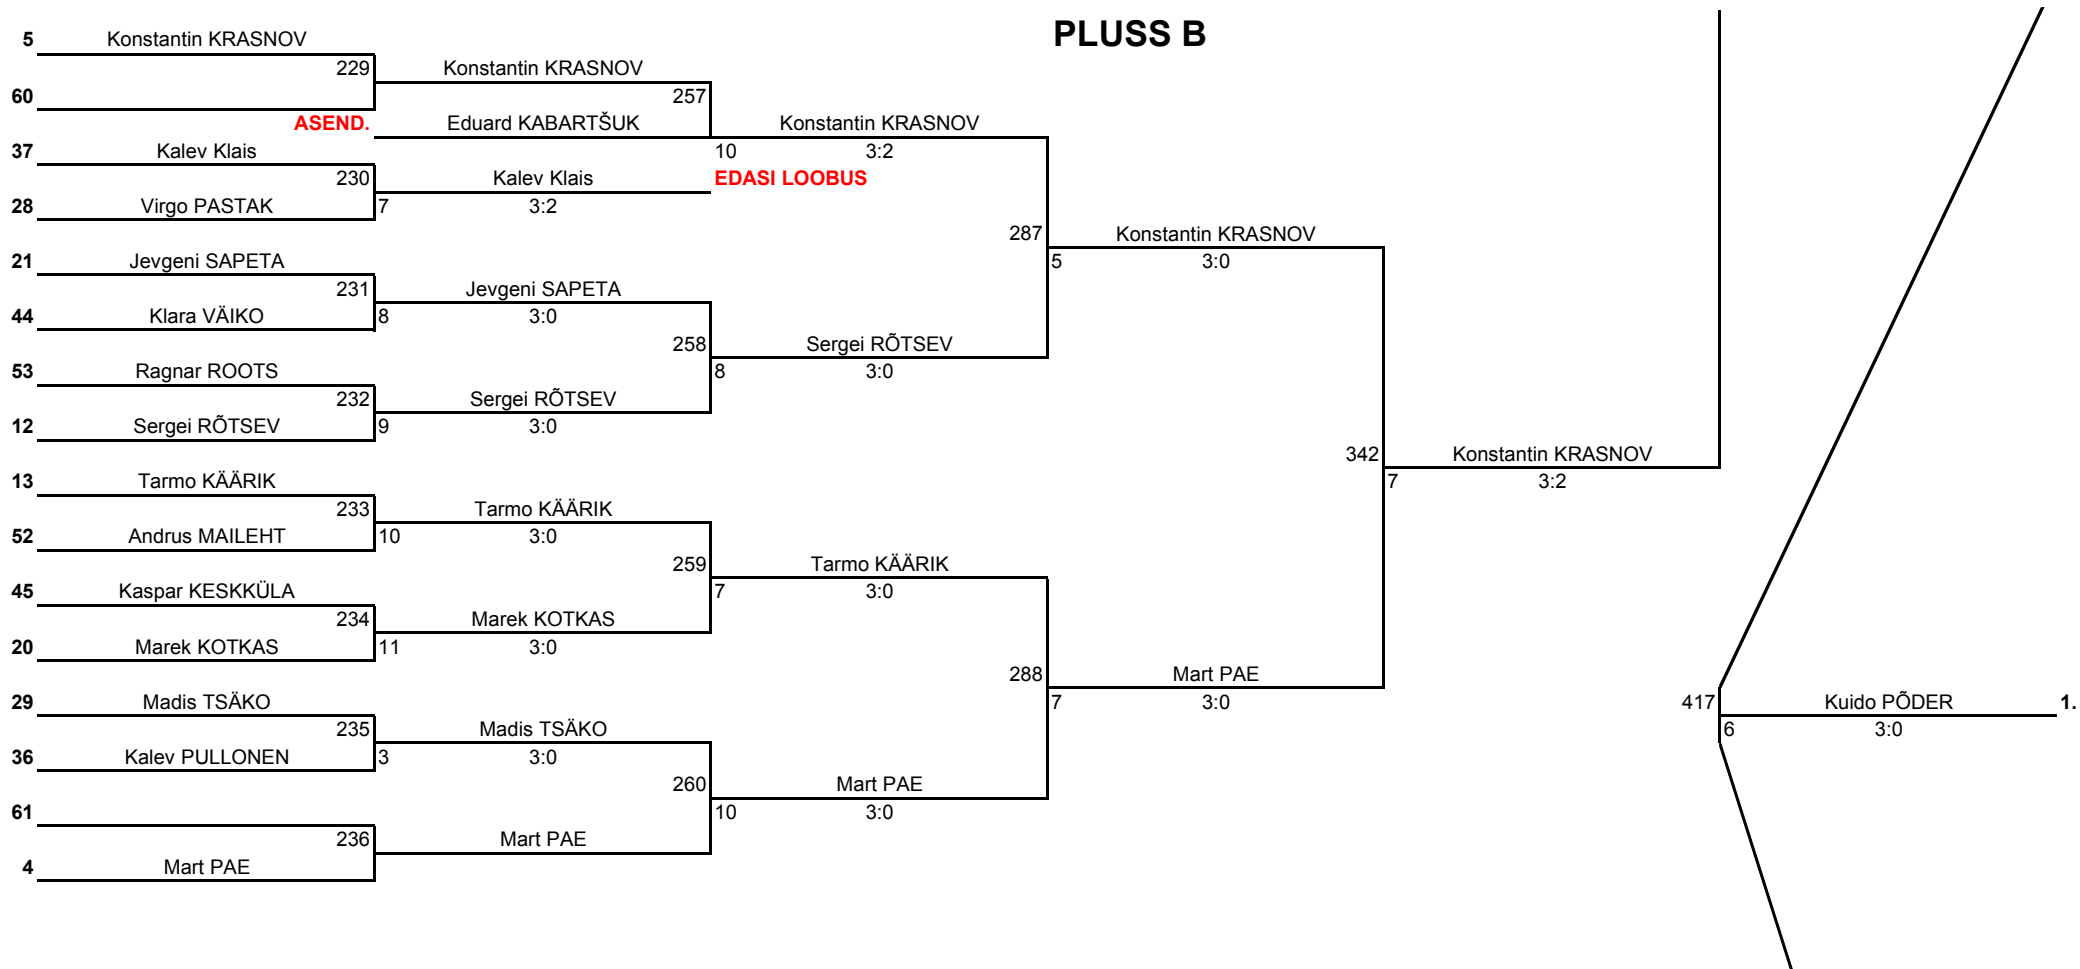 PLUSS B
5 Konstantin KRASNOV
229 Konstantin KRASNOV
60 257
ASEND. Eduard KABARTŠUK Konstantin KRASNOV
37 Kalev Klais 10 3:2
230 Kalev Klais EDASI LOOBUS
28 Virgo PASTAK 7 3:2
287 Konstantin KRASNOV
21 Jevgeni SAPETA 5 3:0
231 Jevgeni SAPETA
44 Klara VÄIKO 8 3:0
258 Sergei RÕTSEV
53 Ragnar ROOTS 8 3:0
232 Sergei RÕTSEV
12 Sergei RÕTSEV 9 3:0
342 Konstantin KRASNOV
13 Tarmo KÄÄRIK 7 3:2
233 Tarmo KÄÄRIK
52 Andrus MAILEHT 10 3:0
259 Tarmo KÄÄRIK
45 Kaspar KESKKÜLA 7 3:0
234 Marek KOTKAS
20 Marek KOTKAS 11 3:0
288 Mart PAE
29 Madis TSÄKO 7 3:0 417 Kuido PÕDER 1.
235 Madis TSÄKO 6 3:0
36 Kalev PULLONEN 3 3:0
260 Mart PAE
61 10 3:0
236 Mart PAE
4 Mart PAE